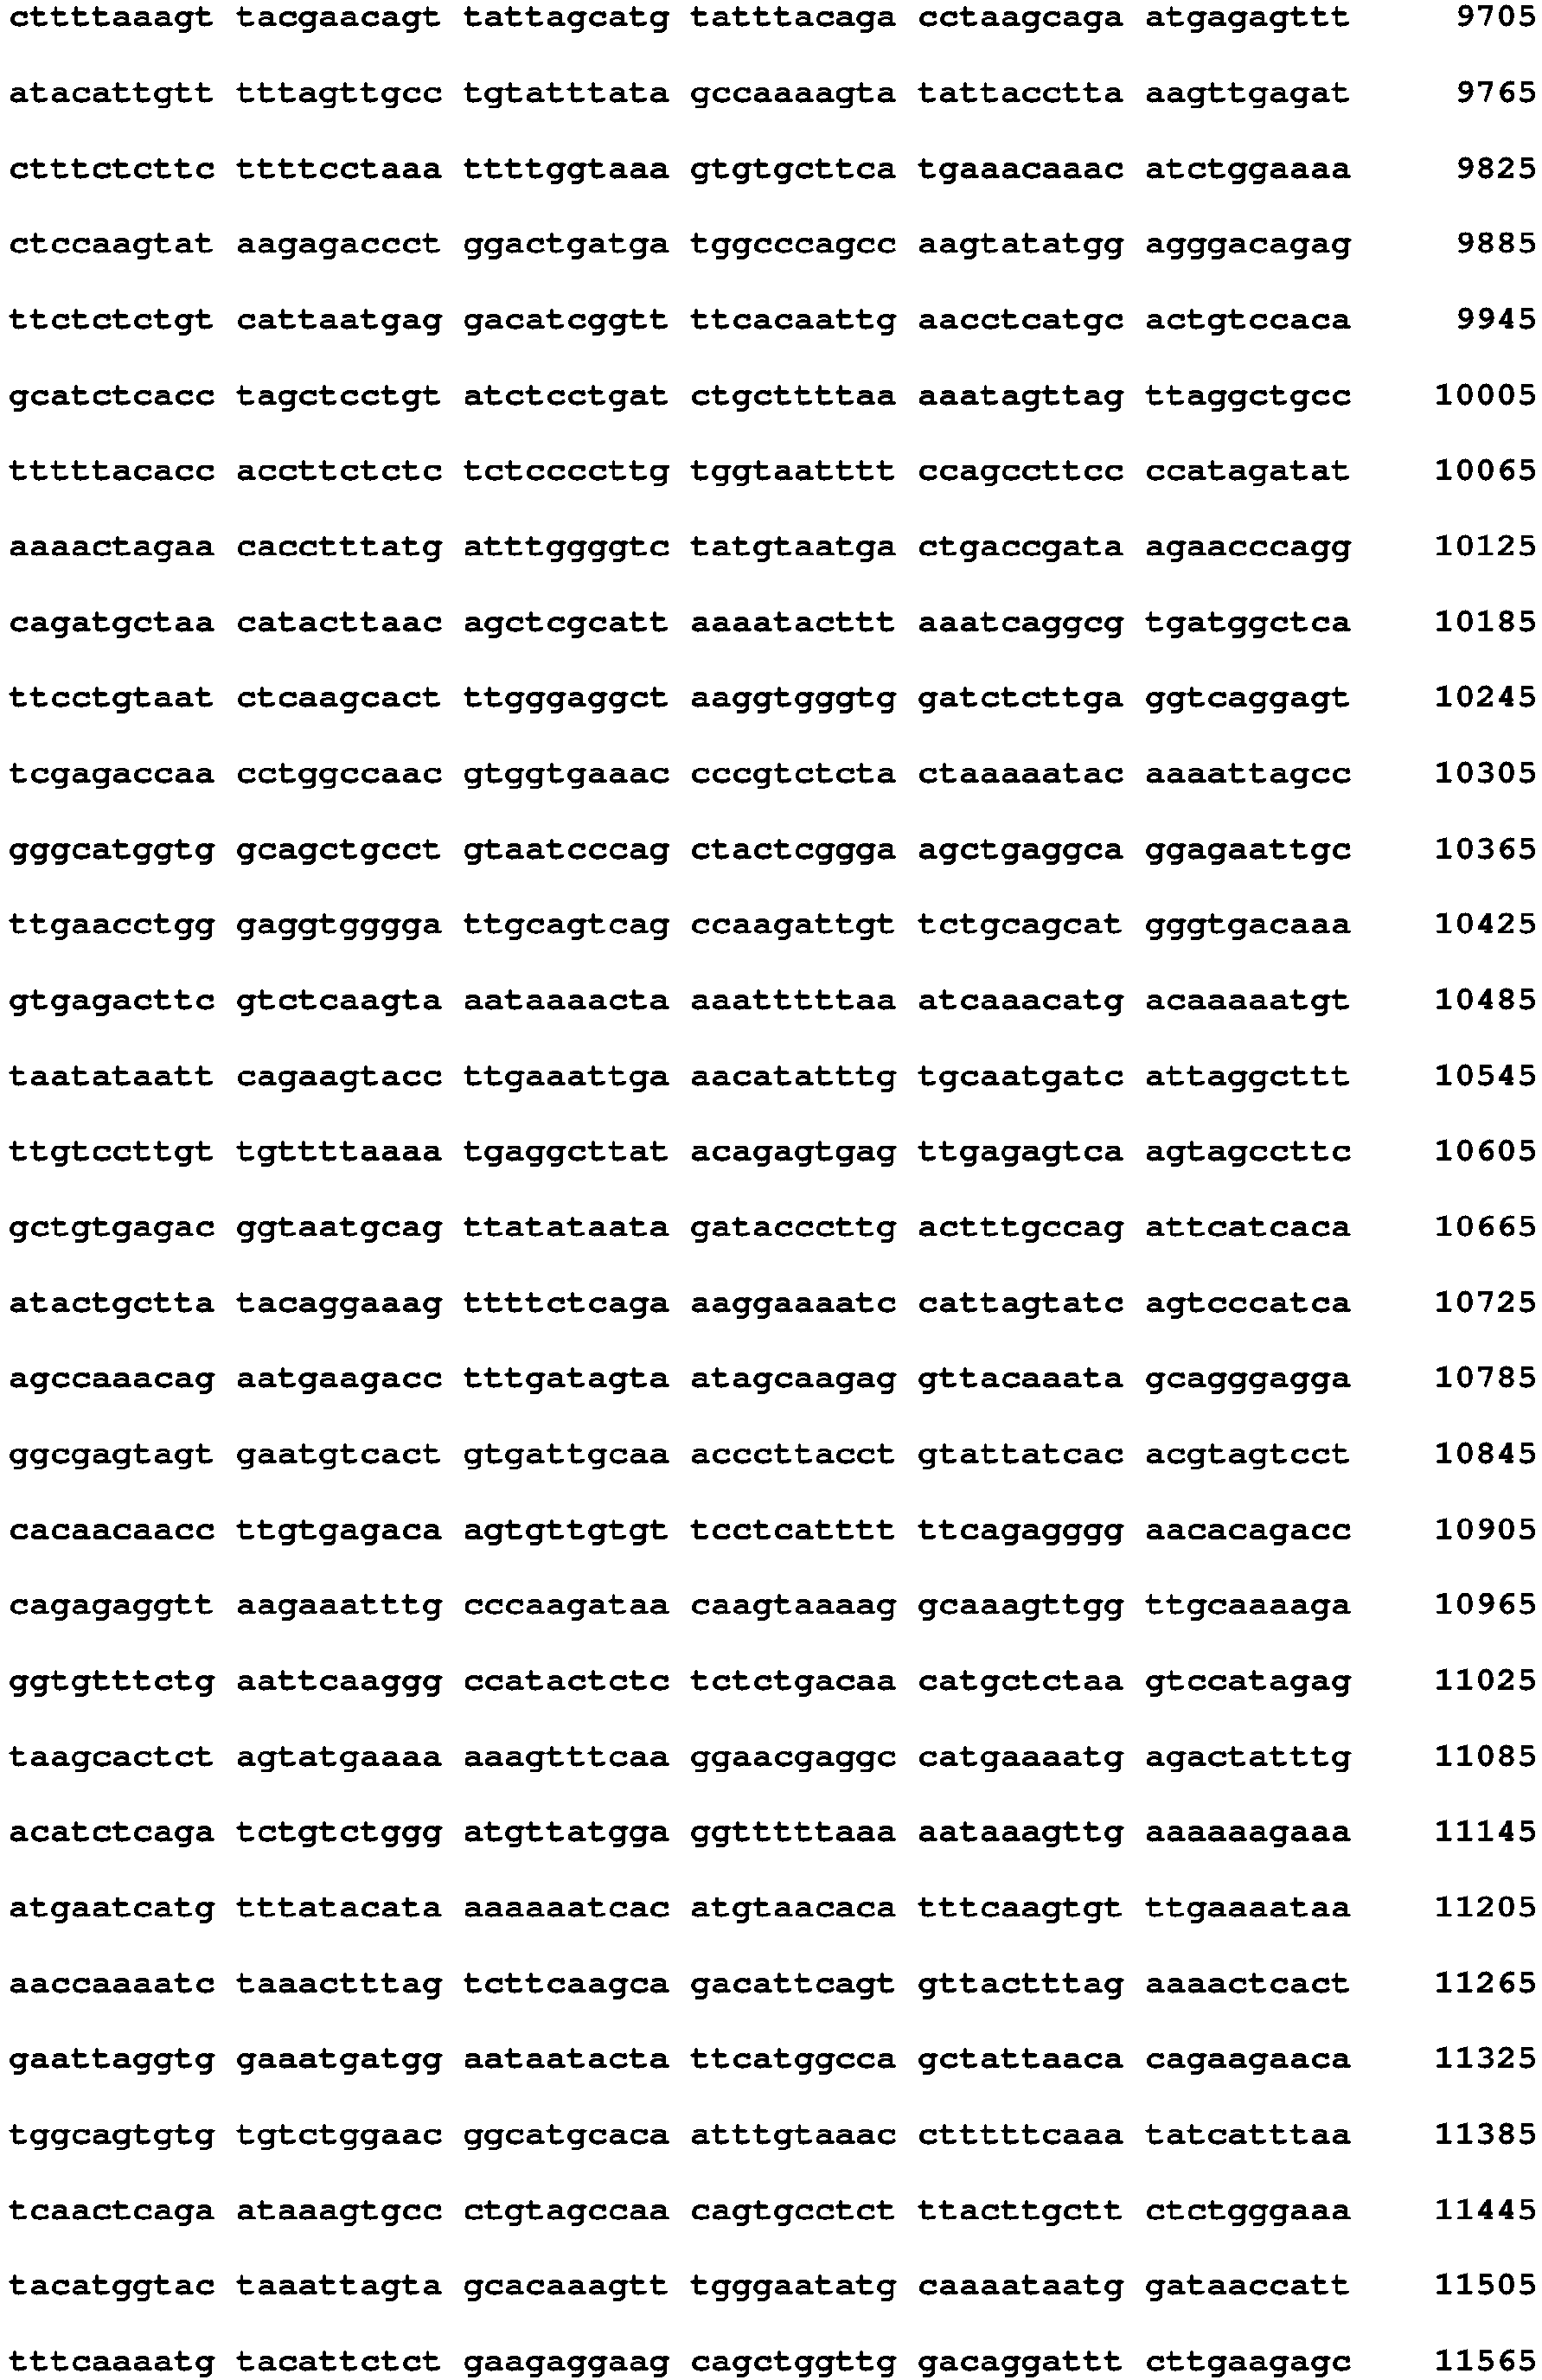 cttttaaagt tacgaacagt tattagcatg tatttacaga cctaagcaga atgagagttt 9705
atacattgtt tttagttgcc tgtatttata gccaaaagta tattacctta aagttgagat 9765
ctttctcttc ttttcctaaa ttttggtaaa gtgtgcttca tgaaacaaac atctggaaaa 9825
ctccaagtat aagagaccct ggactgatga tggcccagcc aagtatatgg agggacagag 9885
ttctctctgt cattaatgag gacatcggtt ttcacaattg aacctcatgc actgtccaca 9945
gcatctcacc tagctcctgt atctcctgat ctgcttttaa aaatagttag ttaggctgcc 10005
tttttacacc accttctctc tctccccttg tggtaatttt ccagccttcc ccatagatat 10065
aaaactagaa cacctttatg atttggggtc tatgtaatga ctgaccgata agaacccagg 10125
cagatgctaa catacttaac agctcgcatt aaaatacttt aaatcaggcg tgatggctca 10185
ttcctgtaat ctcaagcact ttgggaggct aaggtgggtg gatctcttga ggtcaggagt 10245
tcgagaccaa cctggccaac gtggtgaaac cccgtctcta ctaaaaatac aaaattagcc 10305
gggcatggtg gcagctgcct gtaatcccag ctactcggga agctgaggca ggagaattgc 10365
ttgaacctgg gaggtgggga ttgcagtcag ccaagattgt tctgcagcat gggtgacaaa 10425
gtgagacttc gtctcaagta aataaaacta aaatttttaa atcaaacatg acaaaaatgt 10485
taatataatt cagaagtacc ttgaaattga aacatatttg tgcaatgatc attaggcttt 10545
ttgtccttgt tgttttaaaa tgaggcttat acagagtgag ttgagagtca agtagccttc 10605
gctgtgagac ggtaatgcag ttatataata gatacccttg actttgccag attcatcaca 10665
atactgctta tacaggaaag ttttctcaga aaggaaaatc cattagtatc agtcccatca 10725
agccaaacag aatgaagacc tttgatagta atagcaagag gttacaaata gcagggagga 10785
ggcgagtagt gaatgtcact gtgattgcaa acccttacct gtattatcac acgtagtcct 10845
cacaacaacc ttgtgagaca agtgttgtgt tcctcatttt ttcagagggg aacacagacc 10905
cagagaggtt aagaaatttg cccaagataa caagtaaaag gcaaagttgg ttgcaaaaga 10965
ggtgtttctg aattcaaggg ccatactctc tctctgacaa catgctctaa gtccatagag 11025
taagcactct agtatgaaaa aaagtttcaa ggaacgaggc catgaaaatg agactatttg 11085
acatctcaga tctgtctggg atgttatgga ggtttttaaa aataaagttg aaaaaagaaa 11145
atgaatcatg tttatacata aaaaaatcac atgtaacaca tttcaagtgt ttgaaaataa 11205
aaccaaaatc taaactttag tcttcaagca gacattcagt gttactttag aaaactcact 11265
gaattaggtg gaaatgatgg aataatacta ttcatggcca gctattaaca cagaagaaca 11325
tggcagtgtg tgtctggaac ggcatgcaca atttgtaaac ctttttcaaa tatcatttaa 11385
tcaactcaga ataaagtgcc ctgtagccaa cagtgcctct ttacttgctt ctctgggaaa 11445
tacatggtac taaattagta gcacaaagtt tgggaatatg caaaataatg gataaccatt 11505
tttcaaaatg tacattctct gaagaggaag cagctggttg gacaggattt cttgaagagc 11565